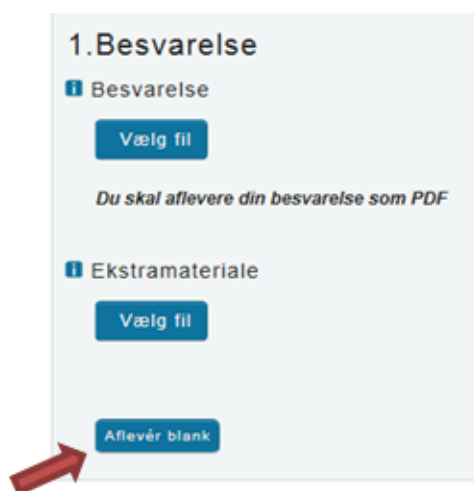 1.Besvarelse
Besvarelse
Vælg fil
Du skal aflevere din besvarelse som PDF
Ekstramateriale
Vælg fil
Aflevér blank